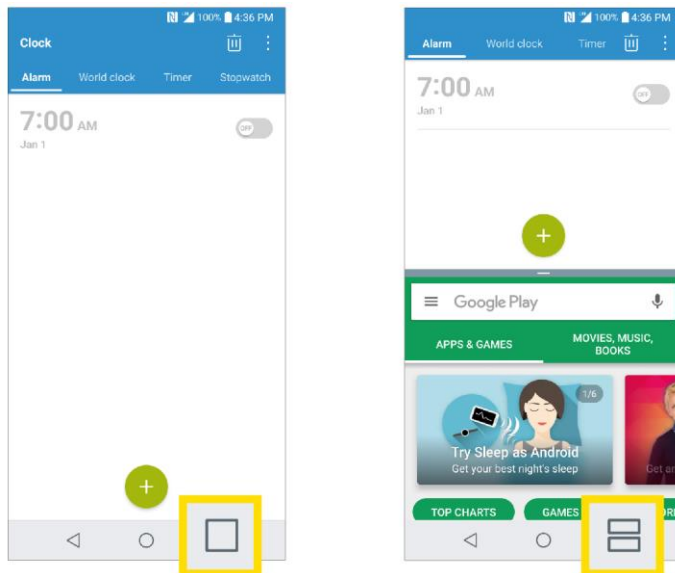 100% 4:36 PM
Clock
Alarm World clock Timer Stopwatch
7:00 AM
OFF
Jan 1
100% 4:36 PM
Alarm World clock Timer
7:00 AM
OFF
Jan 1
Google Play
APPS & GAMES
MOVIES, MUSIC,
BOOKS
1/6
Try Sleep as Android
Get your best night's sleep
TOP CHARTS GAMES